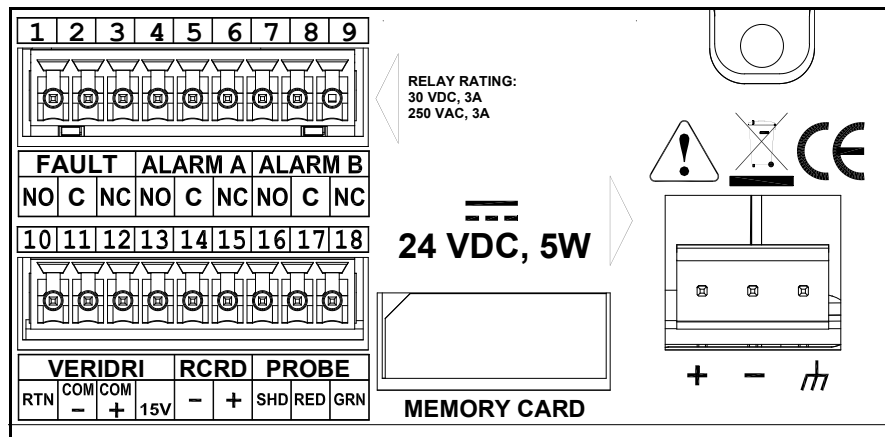 1 2 3 4 5 6 7 8 9
RELAY RATING:
30 VDC, 3A
250 VAC, 3A
FAULT ALARM A ALARM B
NO C NC NO C NC NO C NC
24 VDC, 5W
10 11 12 13 14 15 16 17 18
VERIDRI RCRD PROBE
RTN COM − COM + 15V − + SHD RED GRN
MEMORY CARD
+ −
CE